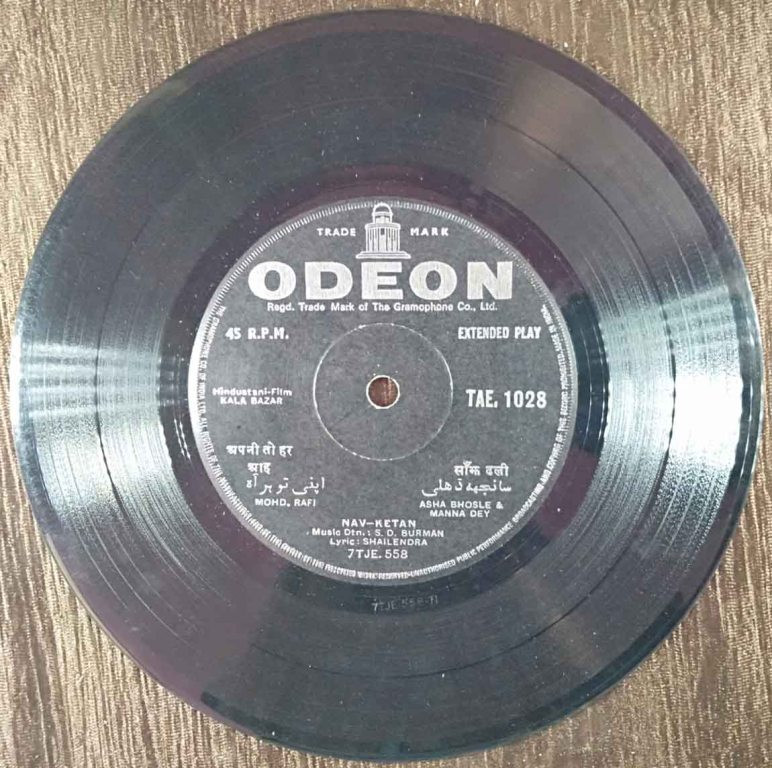 TRADE MARK
ODEON
Regd. Trade Mark of The Gramophone Co., Ltd.
45 R.P.M.
EXTENDED PLAY
Hindustani-Film
KALA BAZAR
TAE. 1028
अपनी तो हर
आह
اپنی تو ہر آہ
MOHD. RAFI
साँझ ढली
سانجھ ڈھلی
ASHA BHOSLE &
MANNA DEY
NAV-KETAN
Music Dtn.: S. D. BURMAN
Lyric: SHAILENDRA
7TJE. 558
7TJE 558